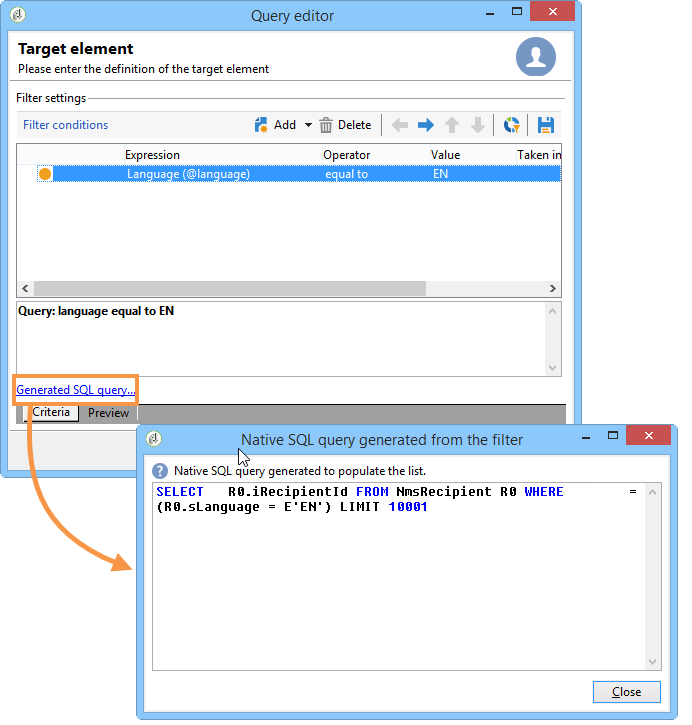 Query editor
Target element
Please enter the definition of the target element
Filter settings
Filter conditions Add Delete
Expression Operator Value Taken in
Language (@language) equal to EN
Query: language equal to EN
Generated SQL query...
Criteria Preview
Native SQL query generated from the filter
? Native SQL query generated to populate the list.
SELECT R0.iRecipientId FROM NmsRecipient R0 WHERE =
(R0.sLanguage = E'EN') LIMIT 10001
Close